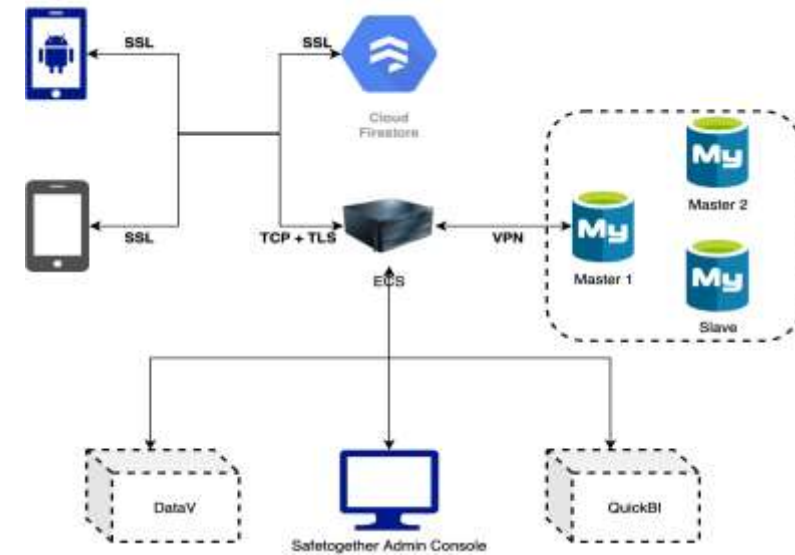 SSL
SSL
Cloud
Firestore
My
Master 2
My
Master 1
SSL
TCP + TLS
VPN
ECS
My
Slave
DataV
QuickBI
Safetogether Admin Console